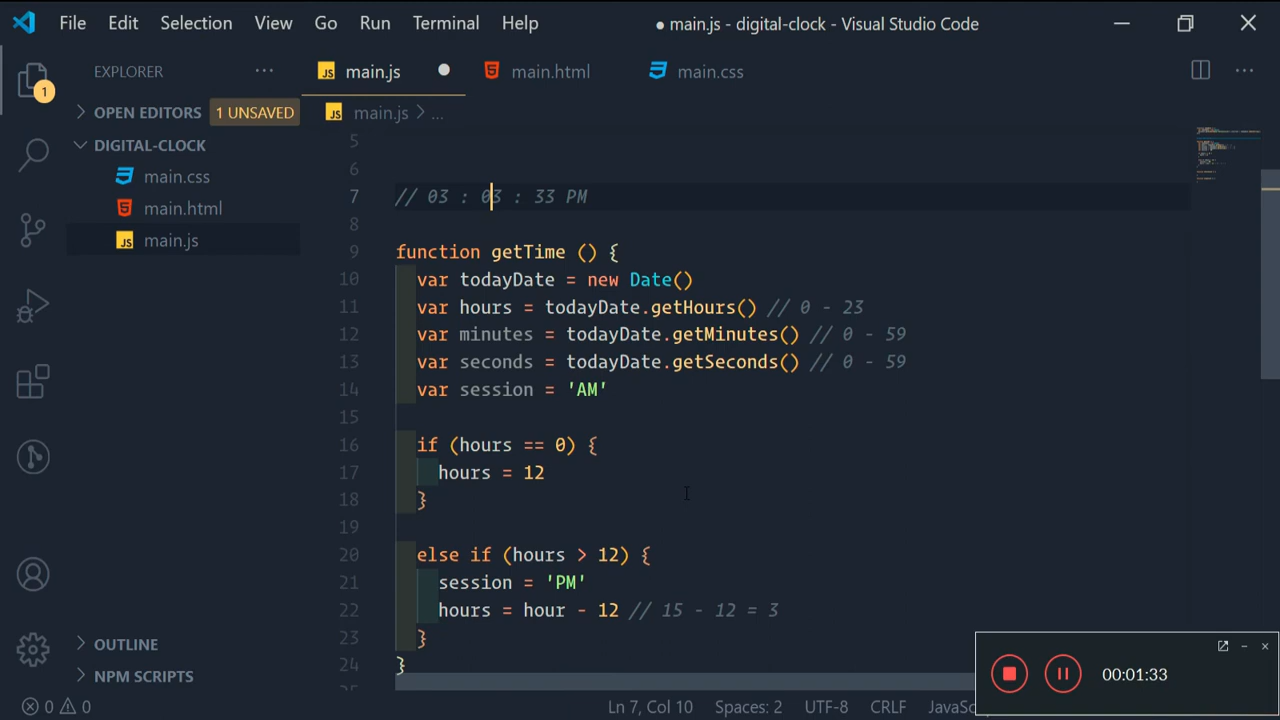 File Edit Selection View Go Run Terminal Help ● main.js - digital-clock - Visual Studio Code
EXPLORER ··· JS main.js ● main.html main.css ···
1
OPEN EDITORS 1 UNSAVED JS main.js > ...
DIGITAL-CLOCK
main.css
main.html
JS main.js
5
6
7 // 03 : 03 : 33 PM
8
9 function getTime () {
10 var todayDate = new Date()
11 var hours = todayDate.getHours() // 0 - 23
12 var minutes = todayDate.getMinutes() // 0 - 59
13 var seconds = todayDate.getSeconds() // 0 - 59
14 var session = 'AM'
15
16 if (hours == 0) {
17 hours = 12
18 }
19
20 else if (hours > 12) {
21 session = 'PM'
22 hours = hour - 12 // 15 - 12 = 3
23 }
24 }
OUTLINE
NPM SCRIPTS
00:01:33
0 0 Ln 7, Col 10 Spaces: 2 UTF-8 CRLF